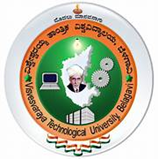 ವಿಶ್ವೇಶ್ವರಯ್ಯ ತಾಂತ್ರಿಕ ವಿಶ್ವವಿದ್ಯಾಲಯ, ಬೆಳಗಾವಿ
Visvesvaraya Technological University, Belagavi